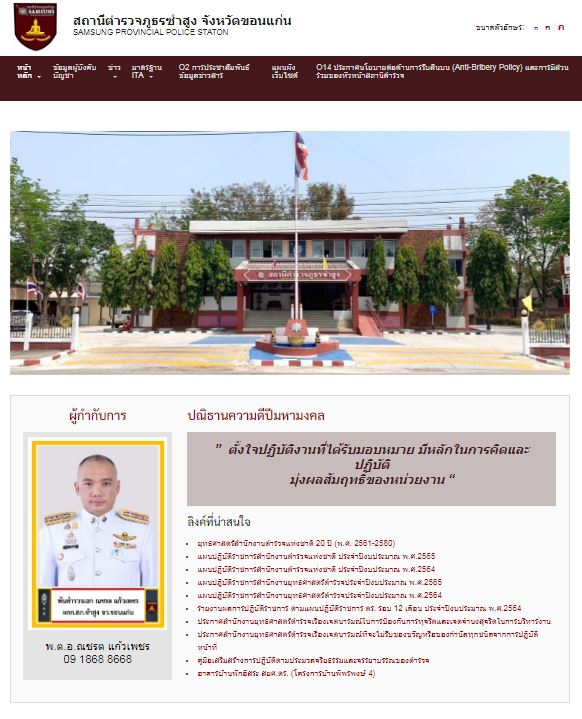 SAMSUNG
สถานีตำรวจภูธรซำสูง จังหวัดขอนแก่น
SAMSUNG PROVINCIAL POLICE STATON
ขนาดตัวอักษร: ก ก ก
หน้าหลัก
ข้อมูลผู้บังคับบัญชา
ข่าว
มาตรฐาน ITA
O2 การประชาสัมพันธ์ข้อมูลข่าวสาร
แผนผังเว็บไซต์
O14 ประกาศนโยบายต่อต้านการรับสินบน (Anti-Bribery Policy) และการมีส่วนร่วมของหัวหน้าสถานีตำรวจ
สถานีตำรวจภูธรซำสูง
ผู้กำกับการ
พันตำรวจเอก ณชรต แก้วเพชร
ผกก.สภ.ซำสูง จว.ขอนแก่น
พ.ต.อ.ณชรต แก้วเพชร
09 1868 8668
ปณิธานความดีปีมหามงคล
” ตั้งใจปฏิบัติงานที่ได้รับมอบหมาย มีหลักในการคิดและ
ปฏิบัติ
มุ่งผลสัมฤทธิ์ของหน่วยงาน “
ลิงค์ที่น่าสนใจ
ยุทธศาสตร์สำนักงานตำรวจแห่งชาติ 20 ปี (พ.ศ. 2561-2580)
แผนปฏิบัติราชการสำนักงานตำรวจแห่งชาติ ประจำปีงบประมาณ พ.ศ.2565
แผนปฏิบัติราชการสำนักงานตำรวจแห่งชาติ ประจำปีงบประมาณ พ.ศ.2564
แผนปฏิบัติราชการสำนักงานยุทธศาสตร์ตำรวจประจำปีงบประมาณ พ.ศ.2565
แผนปฏิบัติราชการสำนักงานยุทธศาสตร์ตำรวจประจำปีงบประมาณ พ.ศ.2564
รายงานผลการปฏิบัติราชการ ตามแผนปฏิบัติราชการ ตร. รอบ 12 เดือน ประจำปีงบประมาณ พ.ศ.2564
ประกาศสำนักงานยุทธศาสตร์ตำรวจเรื่องเจตนารมณ์ในการป้องกันการทุจริตและเจตจำนงสุจริตในการบริหารงาน
ประกาศสำนักงานยุทธศาสตร์ตำรวจเรื่องเจตนารมณ์ที่จะไม่รับของขวัญหรือของกำนัลทุกชนิดจากการปฏิบัติ
หน้าที่
คู่มือเสริมสร้างการปฏิบัติตามประมวลจริยธรรมและจรรยาบรรณของตำรวจ
อาคารบ้านพักอิสระ สยศ.ตร. (โครงการบ้านพิพรพงษ์ 4)